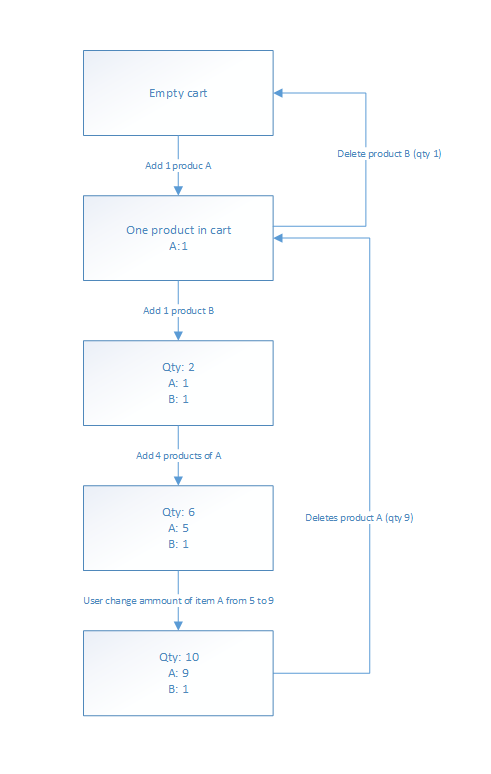 Empty cart
Delete product B (qty 1)
Add 1 produc A
One product in cart
A:1
Add 1 product B
Qty: 2
A: 1
B: 1
Add 4 products of A
Qty: 6
A: 5
B: 1
Deletes product A (qty 9)
User change ammount of item A from 5 to 9
Qty: 10
A: 9
B: 1